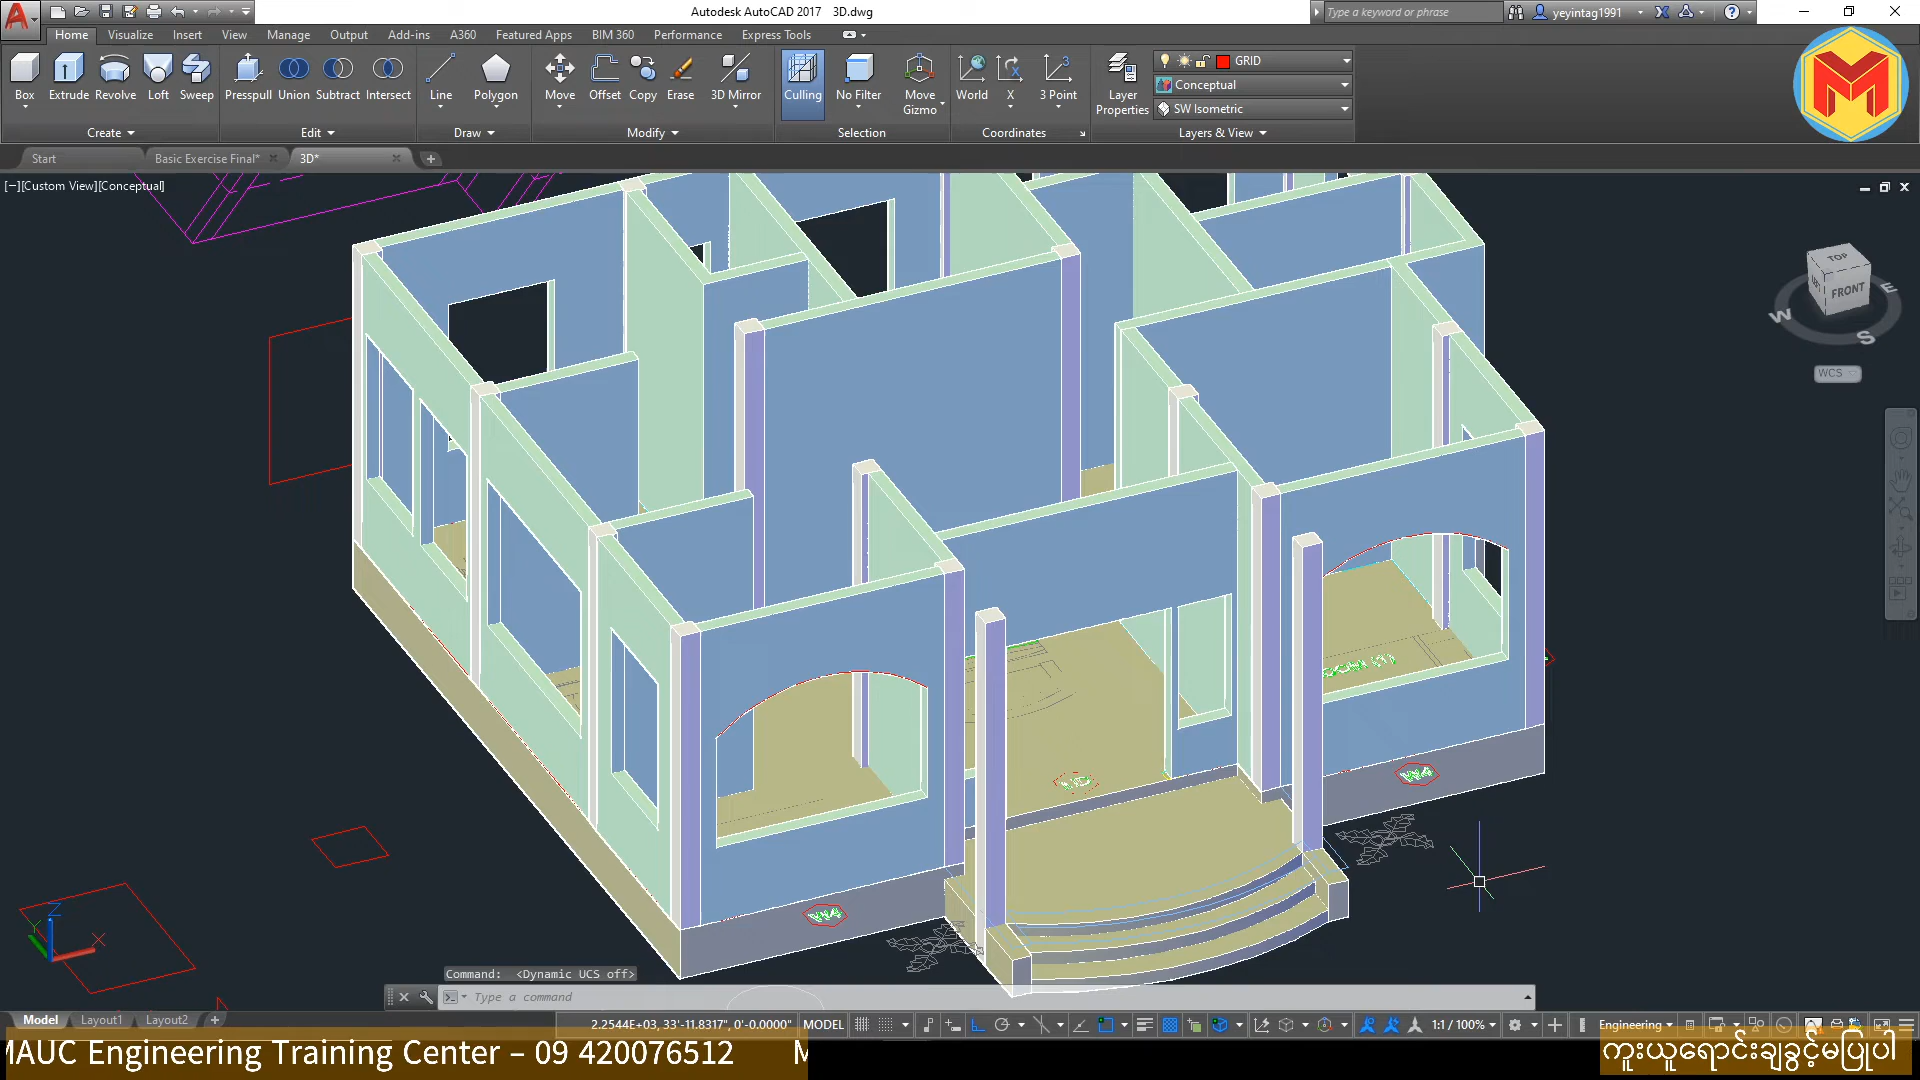 Autodesk AutoCAD 2017    3D.dwg
Type a keyword or phrase
yeyintag1991
Home
Visualize
Insert
View
Manage
Output
Add-ins
A360
Featured Apps
BIM 360
Performance
Express Tools
Box
Extrude
Revolve
Loft
Sweep
Presspull
Union
Subtract
Intersect
Line
Polygon
Move
Offset
Copy
Erase
3D Mirror
Culling
No Filter
Move
Gizmo
World
X
3 Point
Layer
Properties
GRID
Conceptual
SW Isometric
Create
Edit
Draw
Modify
Selection
Coordinates
Layers & View
Start
Basic Exercise Final*
3D*
[−][Custom View][Conceptual]
TOP
FRONT
W
S
E
WCS
OOM (1)
W4
W4
Z
Y
X
Command:  <Dynamic UCS off>
Type a command
Model
Layout1
Layout2
2.2544E+03, 33'-11.8317", 0'-0.0000"
MODEL
1:1 / 100%
Engineering
MAUC Engineering Training Center – 09 420076512
M
ကူးယူရောင်းချခွင့်မပြုပါ